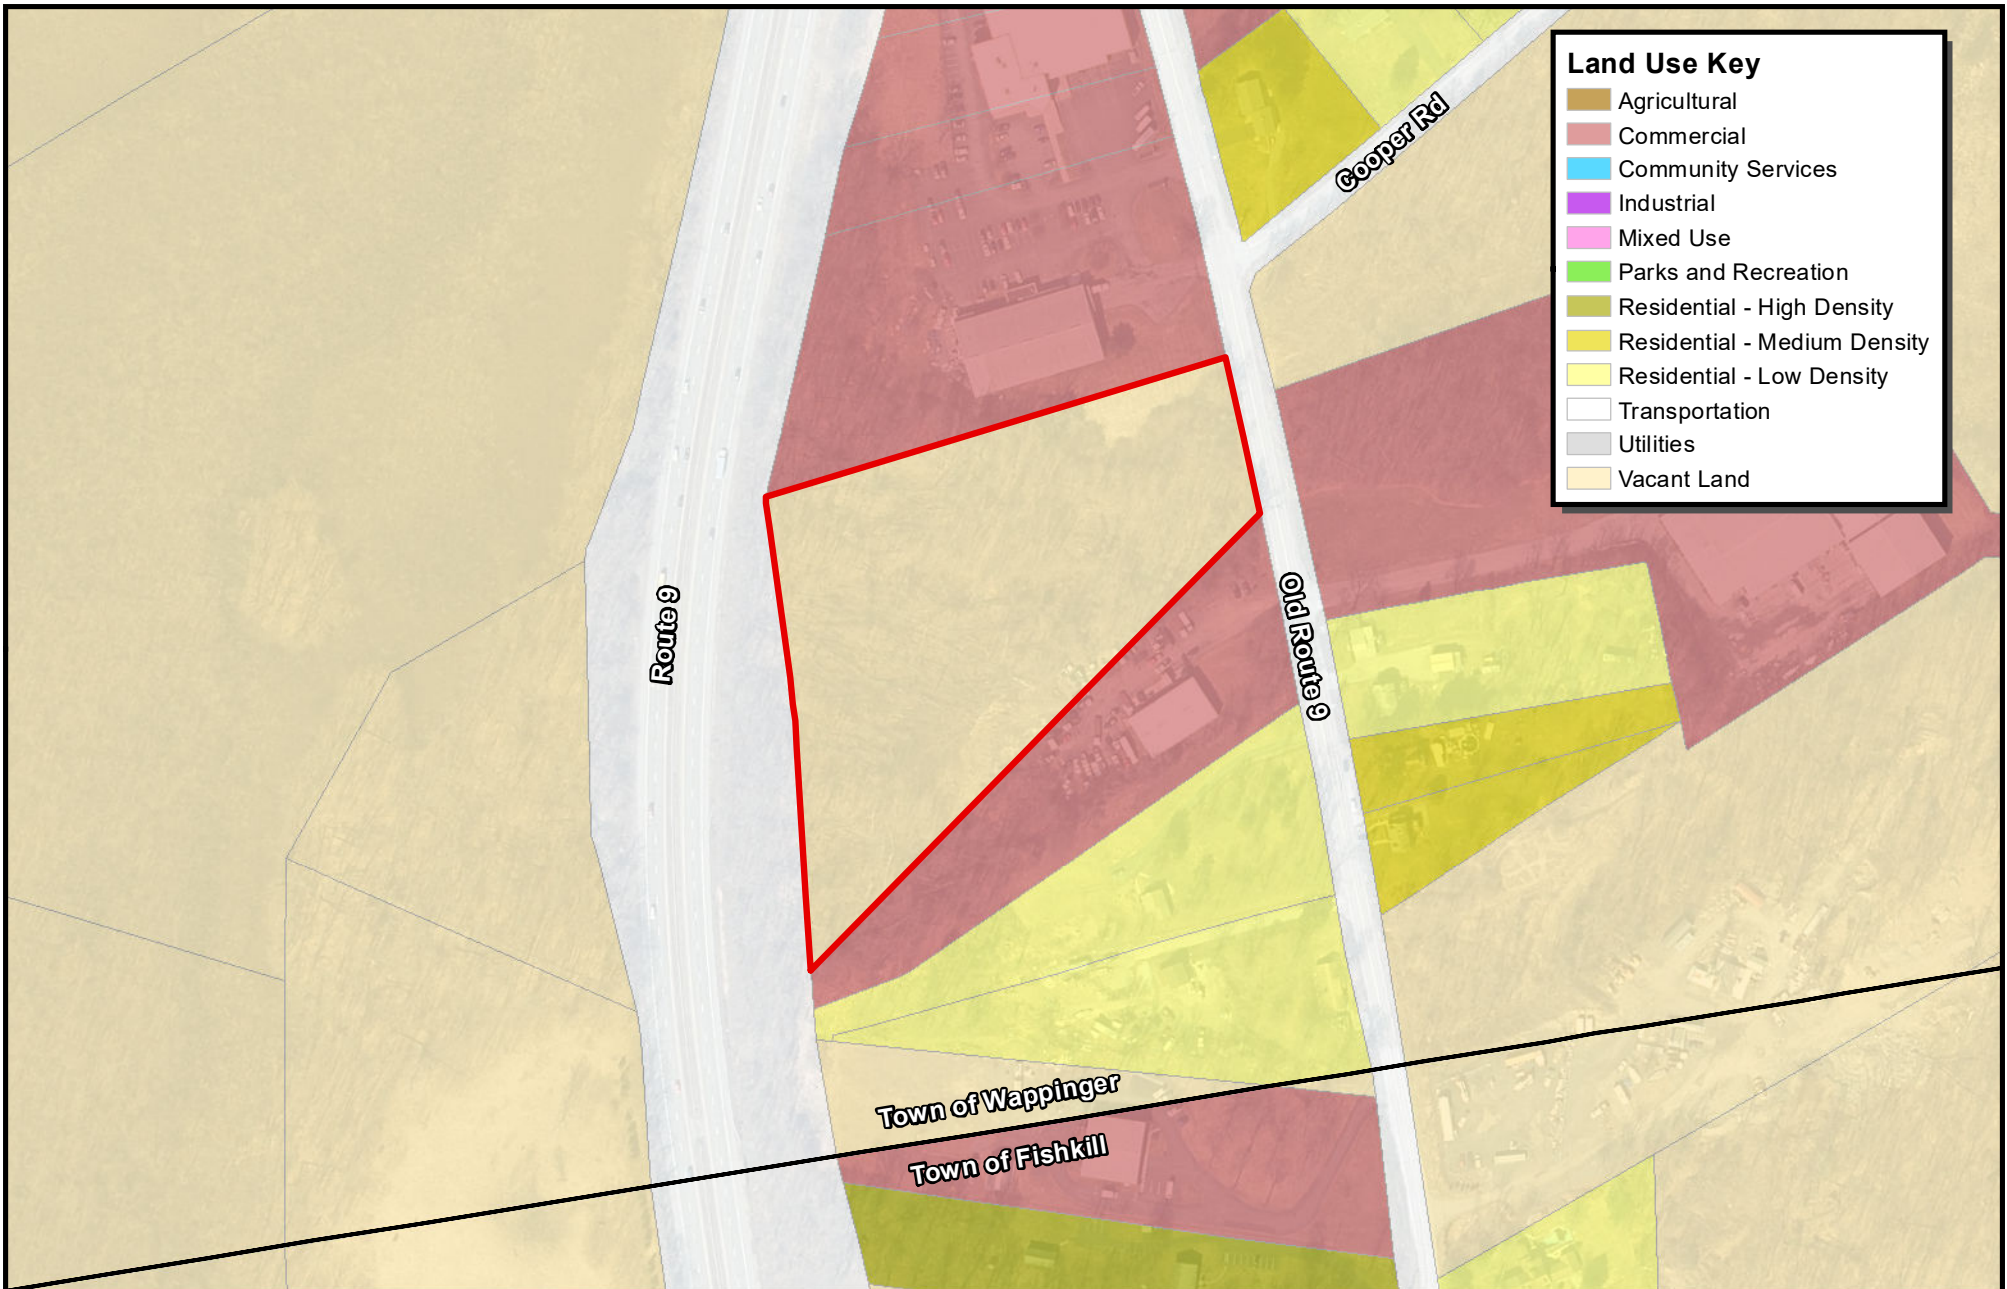 Land Use Key
Agricultural
Commercial
Community Services
Industrial
Mixed Use
Parks and Recreation
Residential - High Density
Residential - Medium Density
Residential - Low Density
Transportation
Utilities
Vacant Land
Cooper Rd
Route 9
Old Route 9
Town of Wappinger
Town of Fishkill